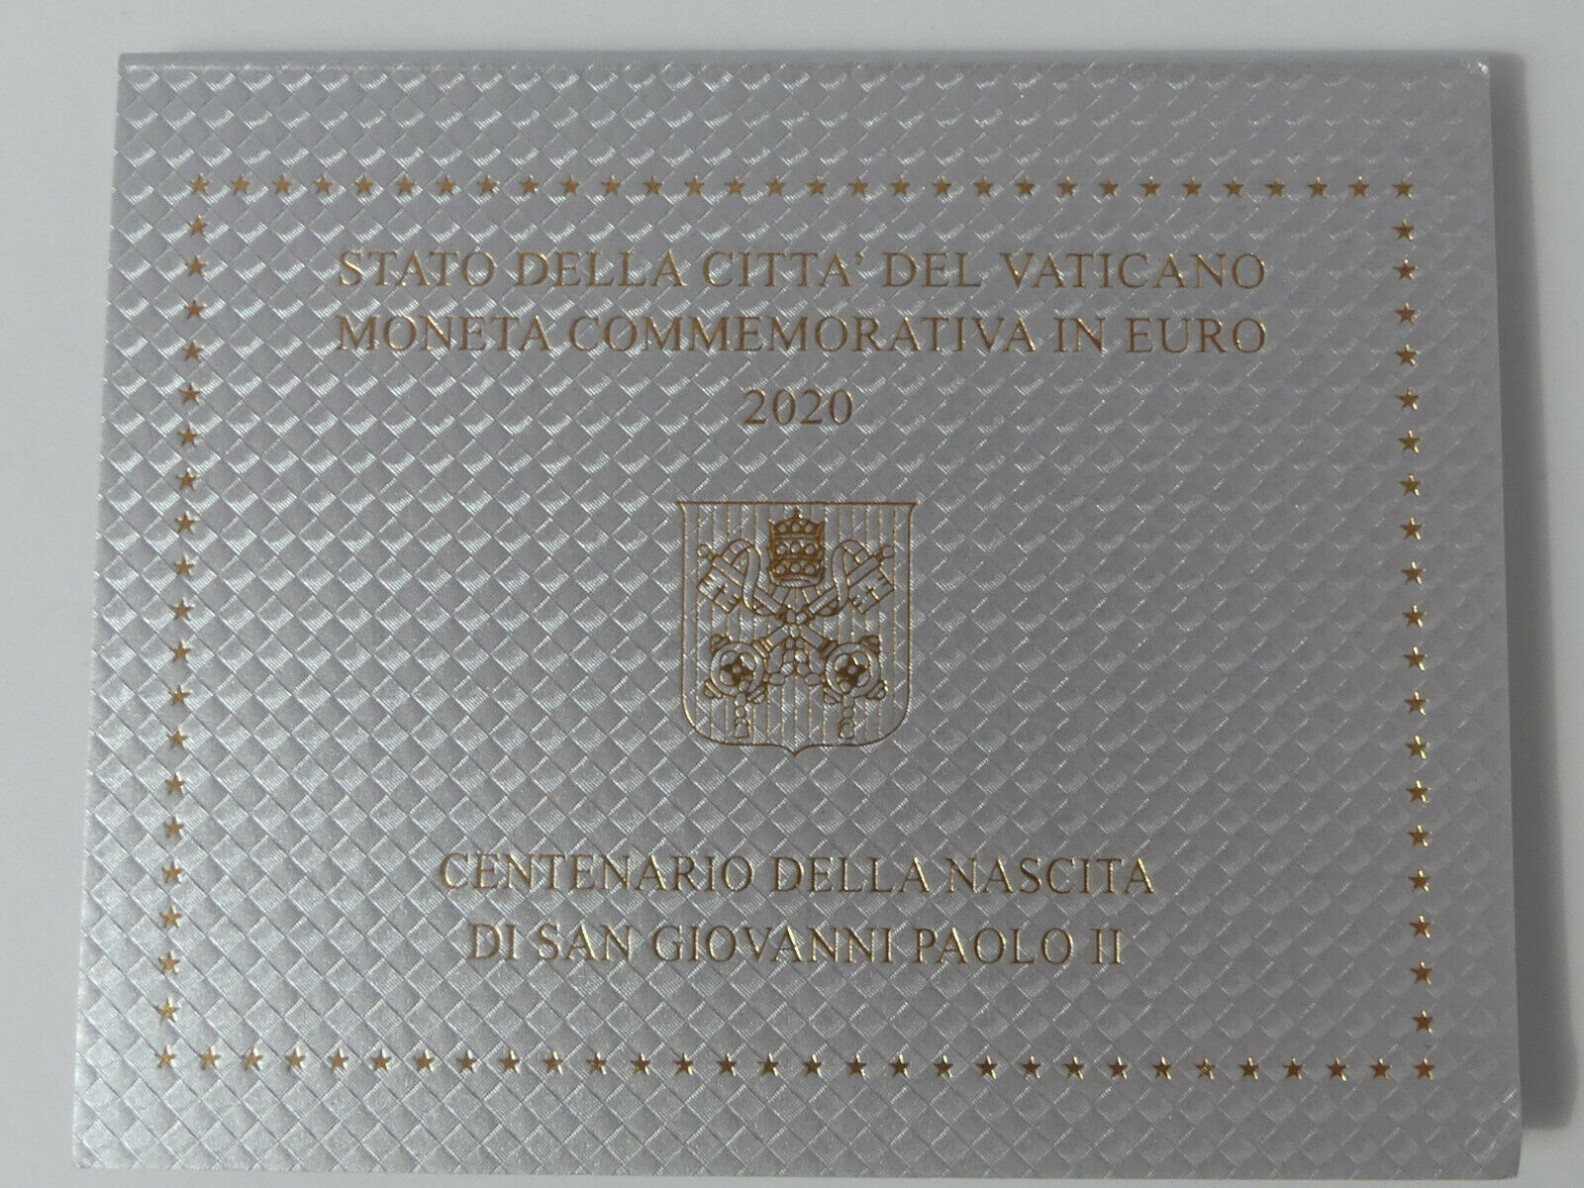 STATO DELLA CITTA' DEL VATICANO
MONETA COMMEMORATIVA IN EURO
2020
CENTENARIO DELLA NASCITA
DI SAN GIOVANNI PAOLO II